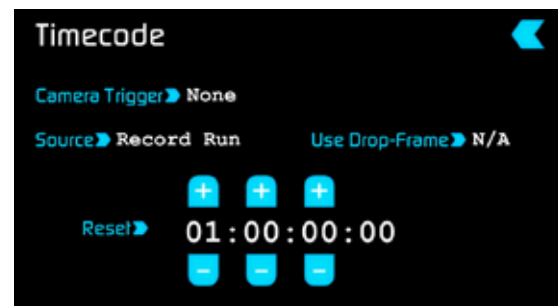 Timecode
Camera Trigger None
Source Record Run Use Drop-Frame N/A
+ + +
Reset 01:00:00:00
- - -